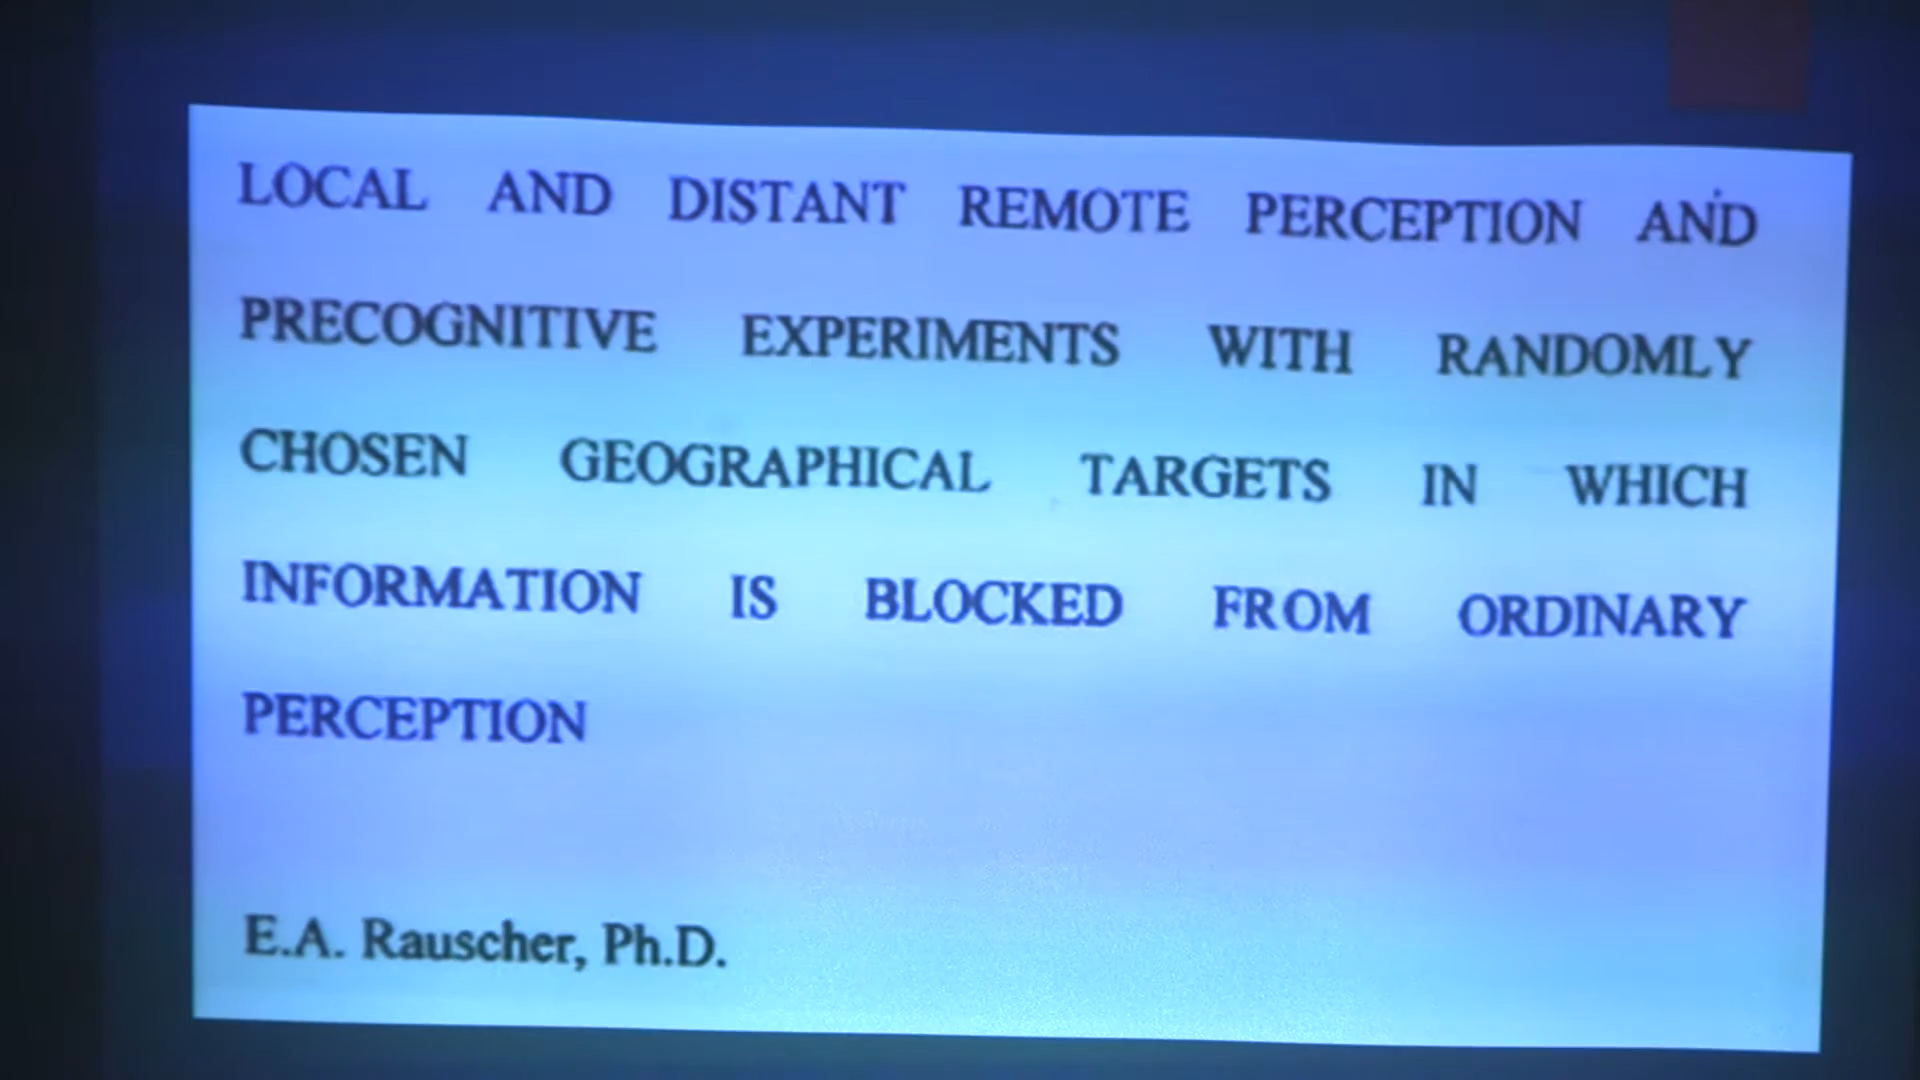 LOCAL AND DISTANT REMOTE PERCEPTION AND
PRECOGNITIVE EXPERIMENTS WITH RANDOMLY
CHOSEN GEOGRAPHICAL TARGETS IN WHICH
INFORMATION IS BLOCKED FROM ORDINARY
PERCEPTION
E.A. Rauscher, Ph.D.